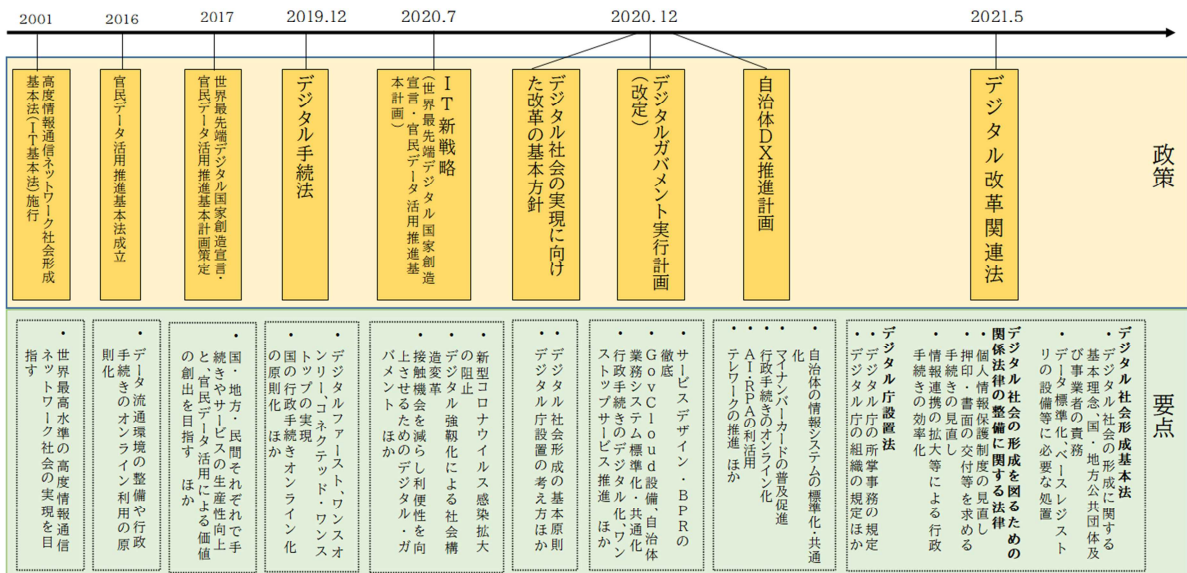 2001
2016
2017
2019.12
2020.7
2020.12
2021.5
政策
高度情報通信ネットワーク社会形成
基本法(IT基本法)施行
官民データ活用推進基本法成立
世界最先端デジタル国家創造宣言・
官民データ活用推進基本計画策定
デジタル手続法
IT新戦略
(世界最先端デジタル国家創造
宣言・官民データ活用推進基
本計画)
デジタル社会の実現に向け
た改革の基本方針
デジタルガバメント実行計画
(改定)
自治体DX推進計画
デジタル改革関連法
要点
・世界最高水準の高度情報通信
ネットワーク社会の実現を目
指す
・データ流通環境の整備や行政
手続きのオンライン利用の原
則化
・国・地方・民間それぞれで手
続きやサービスの生産性向上
と、官民データ活用による価値
の創出を目指す ほか
・デジタルファースト、ワンスオ
ンリー、コネクテッド・ワンス
トップの実現
・国の行政手続きオンライン化
の原則化 ほか
・新型コロナウイルス感染拡大
の阻止
・デジタル強靱化による社会構
造変革
・接触機会を減らし利便性を向
上させるためのデジタル・ガ
バメント ほか
・デジタル社会形成の基本原則
・デジタル庁設置の考え方ほか
・サービスデザイン・BPRの
徹底
・GovCloud設備、自治体
業務システム標準化・共通化
・行政手続きのデジタル化、ワン
ストップサービス推進 ほか
・自治体の情報システムの標準化・共通
化
・マイナンバーカードの普及促進
・行政手続きのオンライン化
・AI・RPAの利活用
・テレワークの推進 ほか
デジタル社会形成基本法
・デジタル社会の形成に関する
基本理念、国・地方公共団体及
び事業者の責務
・データ標準化、ベースレジスト
リの設備等に必要な処置
デジタル社会の形成を図るための
関係法律の整備に関する法律
・個人情報保護制度の見直し
・押印・書面の交付等を求める
手続きの見直し
・情報連携の拡大等による行政
手続きの効率化
デジタル庁設置法
・デジタル庁の所掌事務の規定
・デジタル庁の組織の規定ほか